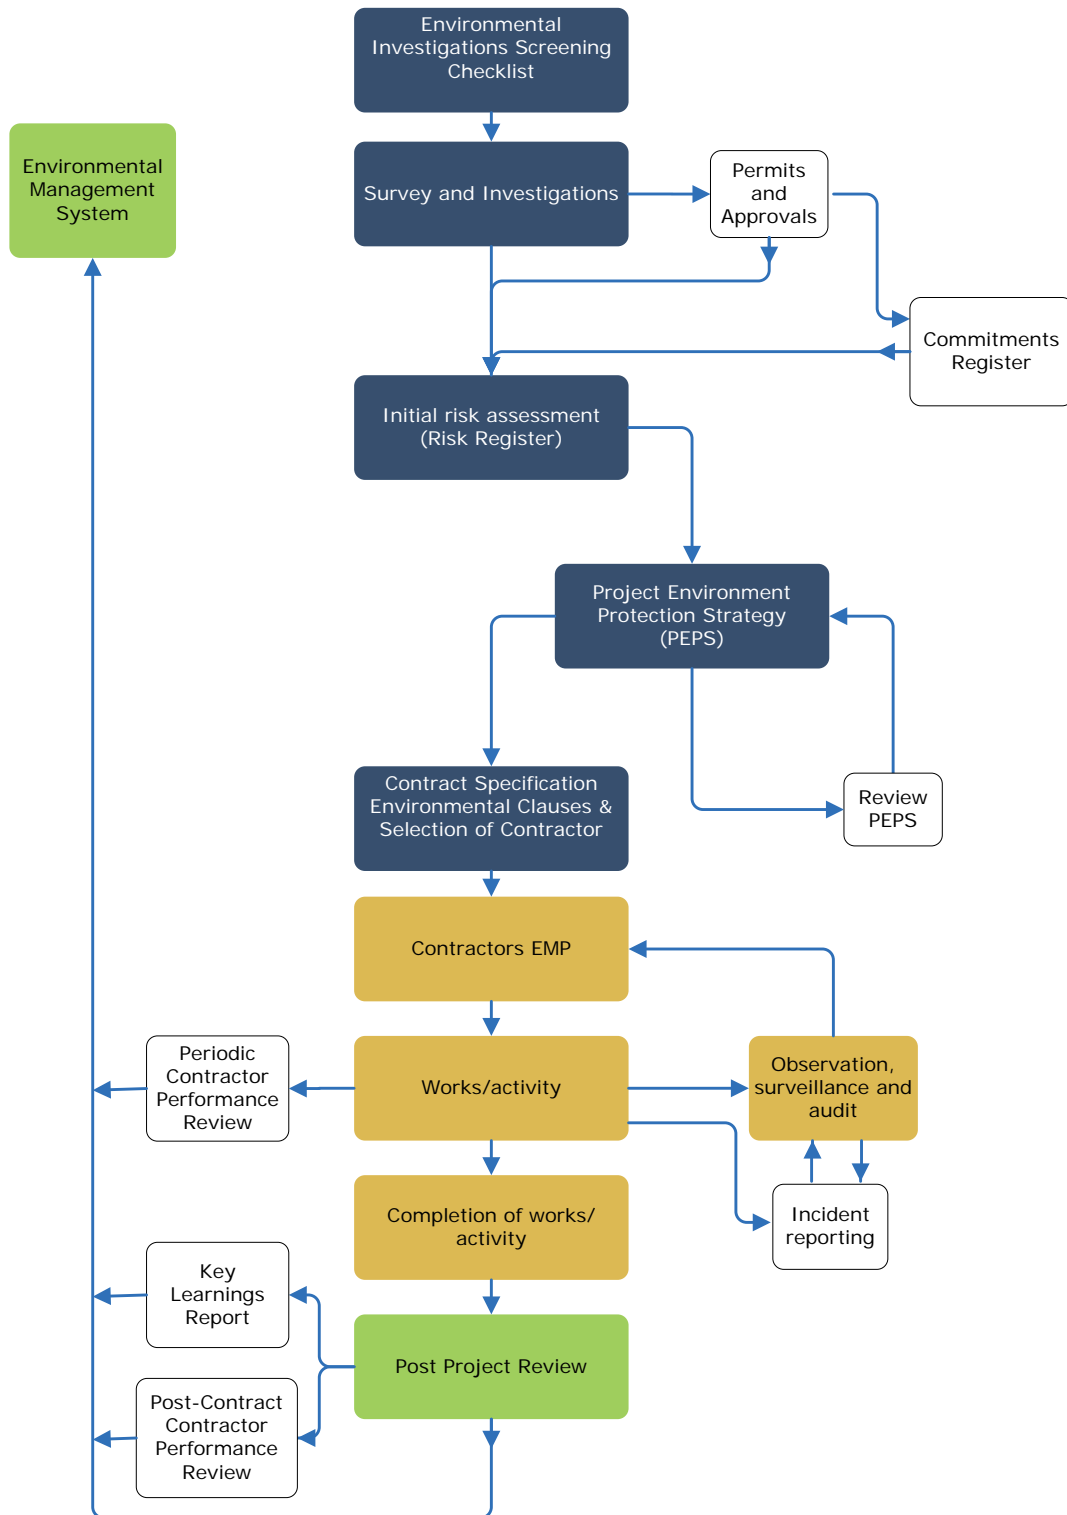 Environmental
Investigations Screening
Checklist
Environmental
Management
System
Survey and Investigations
Permits
and
Approvals
Commitments
Register
Initial risk assessment
(Risk Register)
Project Environment
Protection Strategy
(PEPS)
Contract Specification
Environmental Clauses &
Selection of Contractor
Review
PEPS
Contractors EMP
Periodic
Contractor
Performance
Review
Works/activity
Observation,
surveillance and
audit
Completion of works/
activity
Incident
reporting
Key
Learnings
Report
Post Project Review
Post-Contract
Contractor
Performance
Review